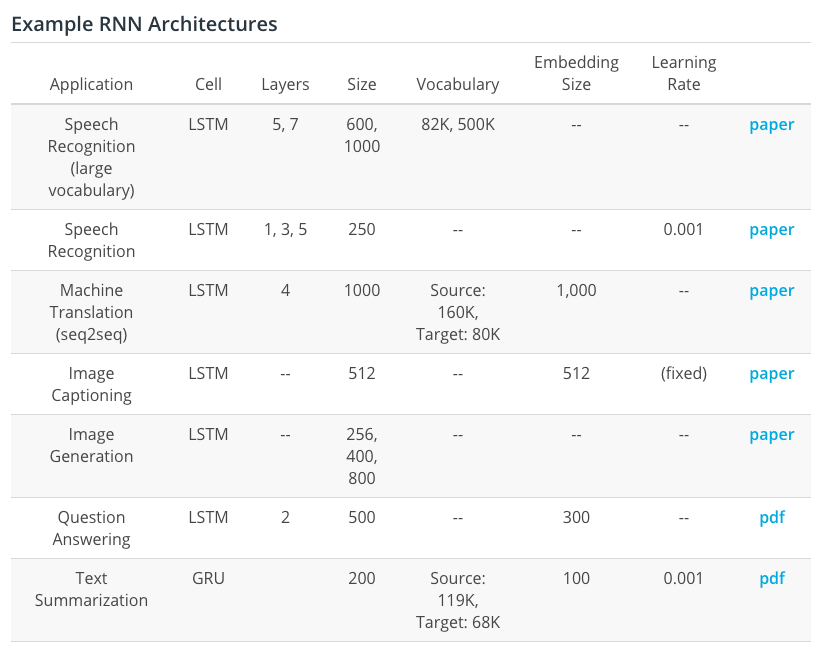 Example RNN Architectures
Application Cell Layers Size Vocabulary Embedding Size Learning Rate
Speech Recognition (large vocabulary) LSTM 5, 7 600, 1000 82K, 500K -- -- paper
Speech Recognition LSTM 1, 3, 5 250 -- -- 0.001 paper
Machine Translation (seq2seq) LSTM 4 1000 Source: 160K, Target: 80K 1,000 -- paper
Image Captioning LSTM -- 512 -- 512 (fixed) paper
Image Generation LSTM -- 256, 400, 800 -- -- -- paper
Question Answering LSTM 2 500 -- 300 -- pdf
Text Summarization GRU 200 Source: 119K, Target: 68K 100 0.001 pdf